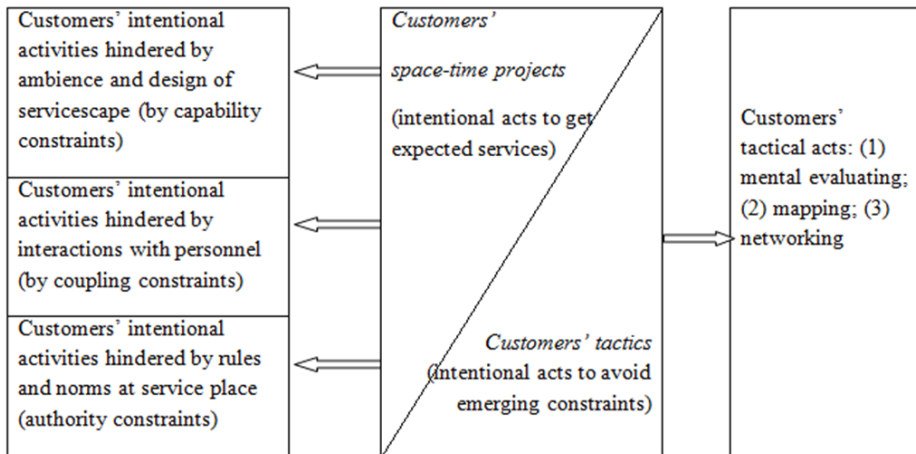 Customers’ intentional
activities hindered by
ambience and design of
servicescape (by capability
constraints)
Customers’ intentional
activities hindered by
interactions with personnel
(by coupling constraints)
Customers’ intentional
activities hindered by rules
and norms at service place
(authority constraints)
Customers’
space-time projects
(intentional acts to get
expected services)
Customers’ tactics
(intentional acts to avoid
emerging constraints)
Customers’
tactical acts: (1)
mental evaluating;
(2) mapping; (3)
networking